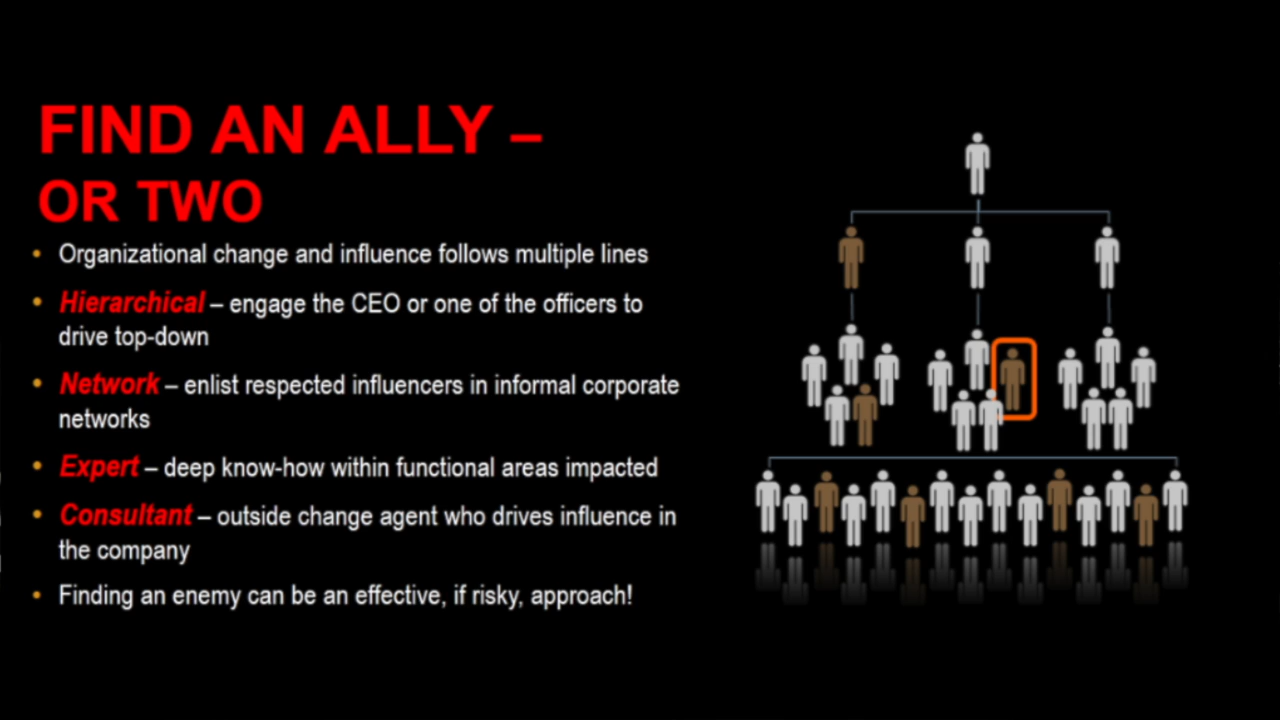 FIND AN ALLY –
OR TWO
• Organizational change and influence follows multiple lines
• Hierarchical – engage the CEO or one of the officers to
drive top-down
• Network – enlist respected influencers in informal corporate
networks
• Expert – deep know-how within functional areas impacted
• Consultant – outside change agent who drives influence in
the company
• Finding an enemy can be an effective, if risky, approach!